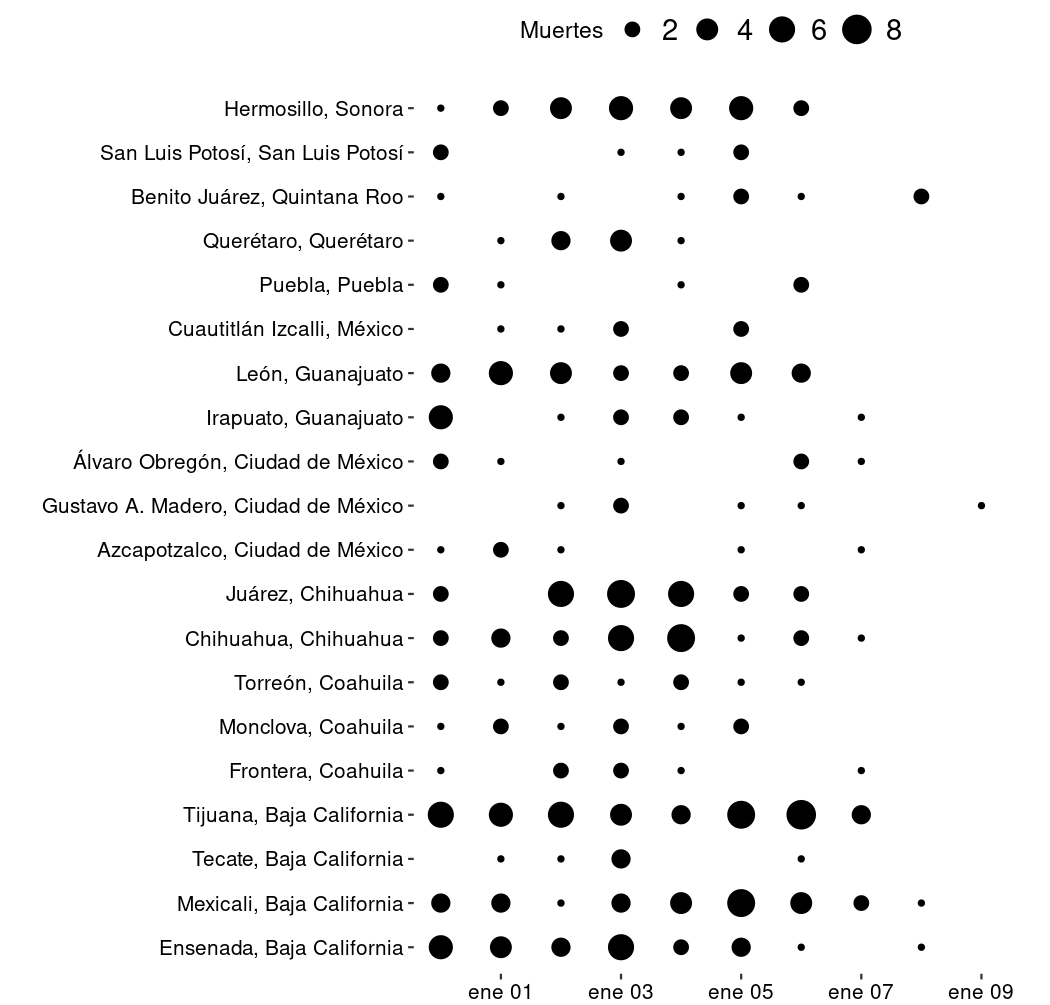 Muertes 2 4 6 8
Hermosillo, Sonora
San Luis Potosí, San Luis Potosí
Benito Juárez, Quintana Roo
Querétaro, Querétaro
Puebla, Puebla
Cuautitlán Izcalli, México
León, Guanajuato
Irapuato, Guanajuato
Álvaro Obregón, Ciudad de México
Gustavo A. Madero, Ciudad de México
Azcapotzalco, Ciudad de México
Juárez, Chihuahua
Chihuahua, Chihuahua
Torreón, Coahuila
Monclova, Coahuila
Frontera, Coahuila
Tijuana, Baja California
Tecate, Baja California
Mexicali, Baja California
Ensenada, Baja California
ene 01 ene 03 ene 05 ene 07 ene 09